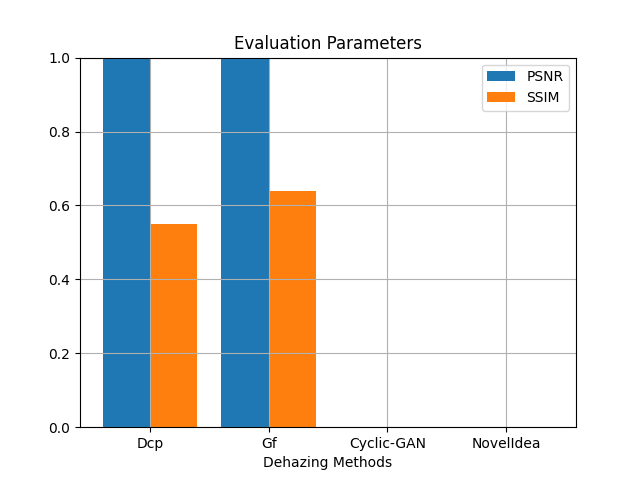 Evaluation Parameters
PSNR
SSIM
1.0
0.8
0.6
0.4
0.2
0.0
Dcp Gf Cyclic-GAN NovelIdea
Dehazing Methods